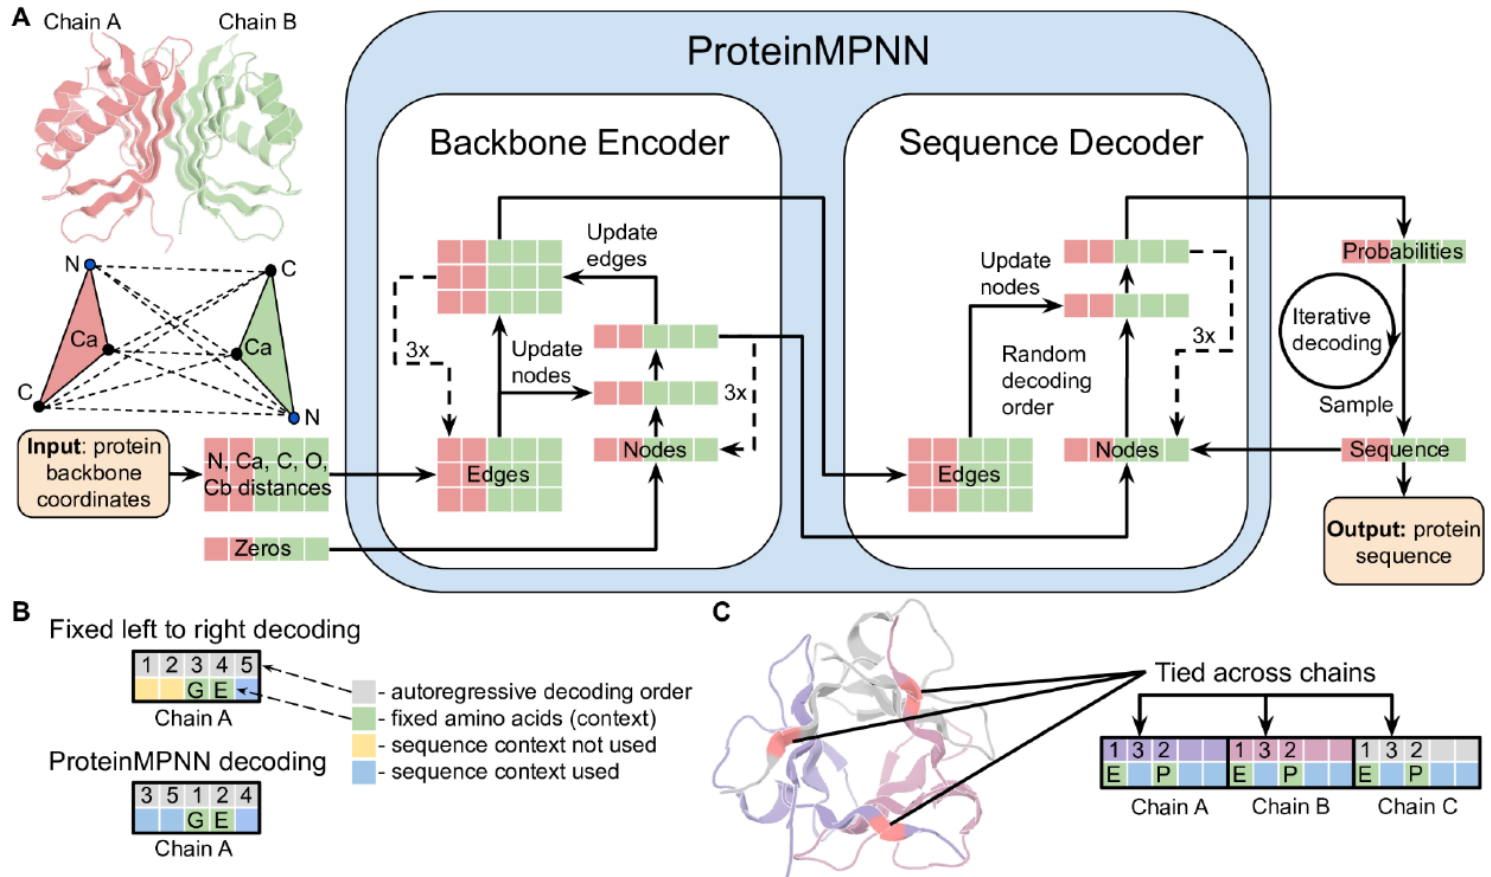 A
Chain A
Chain B
ProteinMPNN
Backbone Encoder
Sequence Decoder
N
C
Ca
Ca
C
N
Input: protein
backbone
coordinates
N, Ca, C, O,
Cb distances
Zeros
Update
edges
3x
Update
nodes
3x
Edges
Nodes
Update
nodes
Random
decoding
order
3x
Edges
Nodes
Probabilities
Iterative
decoding
Sample
Sequence
Output: protein
sequence
B
Fixed left to right decoding
1 2 3 4 5
G E
Chain A
ProteinMPNN decoding
3 5 1 2 4
G E
Chain A
- autoregressive decoding order
- fixed amino acids (context)
- sequence context not used
- sequence context used
C
Tied across chains
1 3 2 1 3 2 1 3 2
E P E P E P
Chain A Chain B Chain C